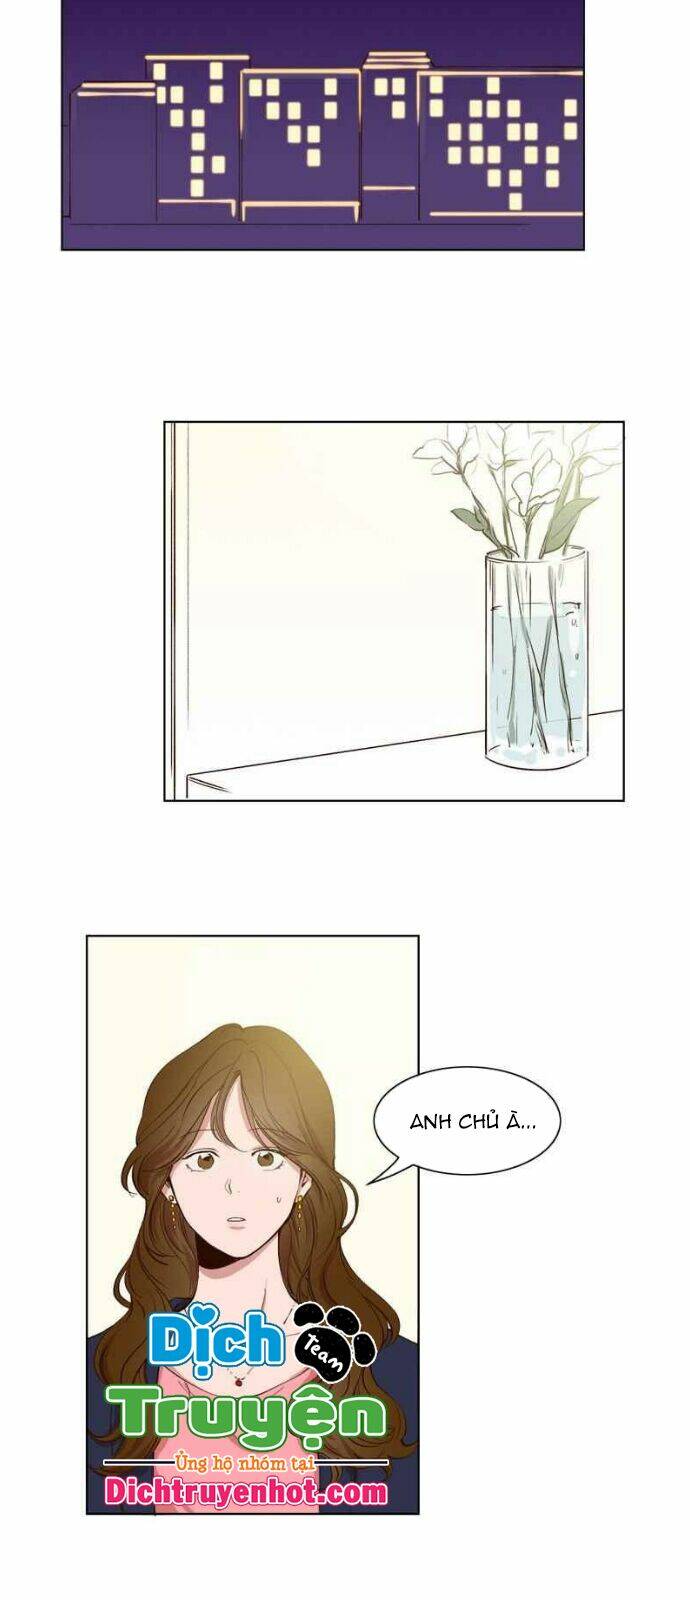 ANH CHỦ À...
Dịch
Team
Truyện
Ủng hộ nhóm tại
Dichtruyenhot.com